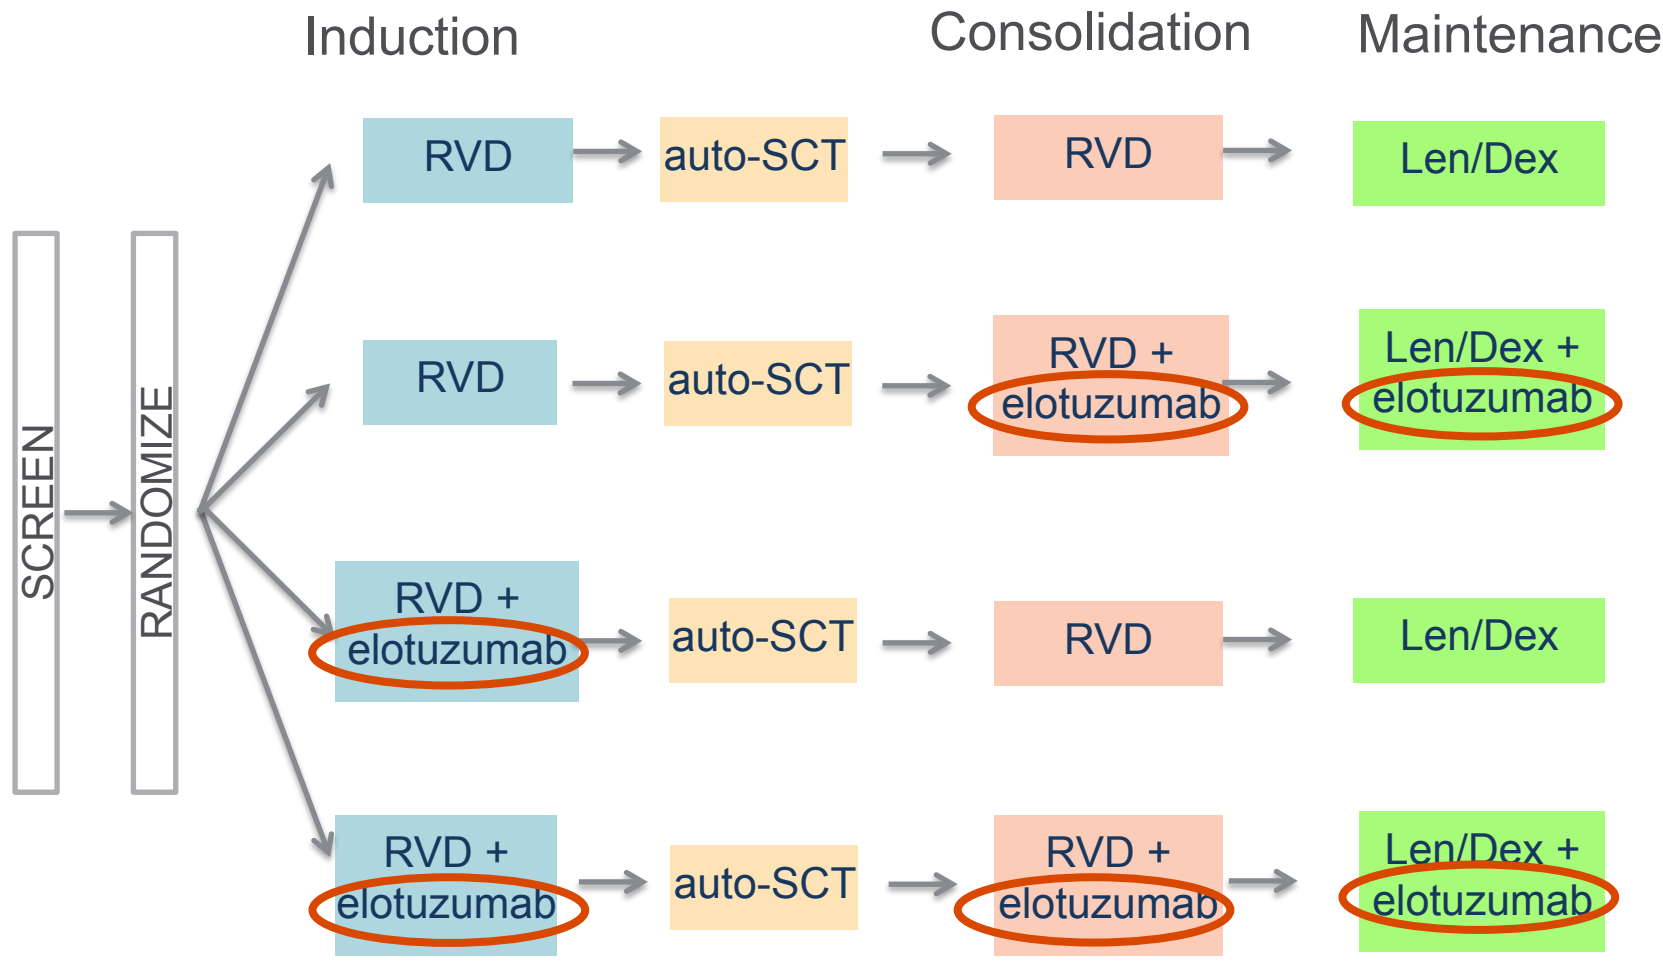 Induction
Consolidation
Maintenance
SCREEN
RANDOMIZE
RVD
auto-SCT
RVD
Len/Dex
RVD
auto-SCT
RVD +
elotuzumab
Len/Dex +
elotuzumab
RVD +
elotuzumab
auto-SCT
RVD
Len/Dex
RVD +
elotuzumab
auto-SCT
RVD +
elotuzumab
Len/Dex +
elotuzumab